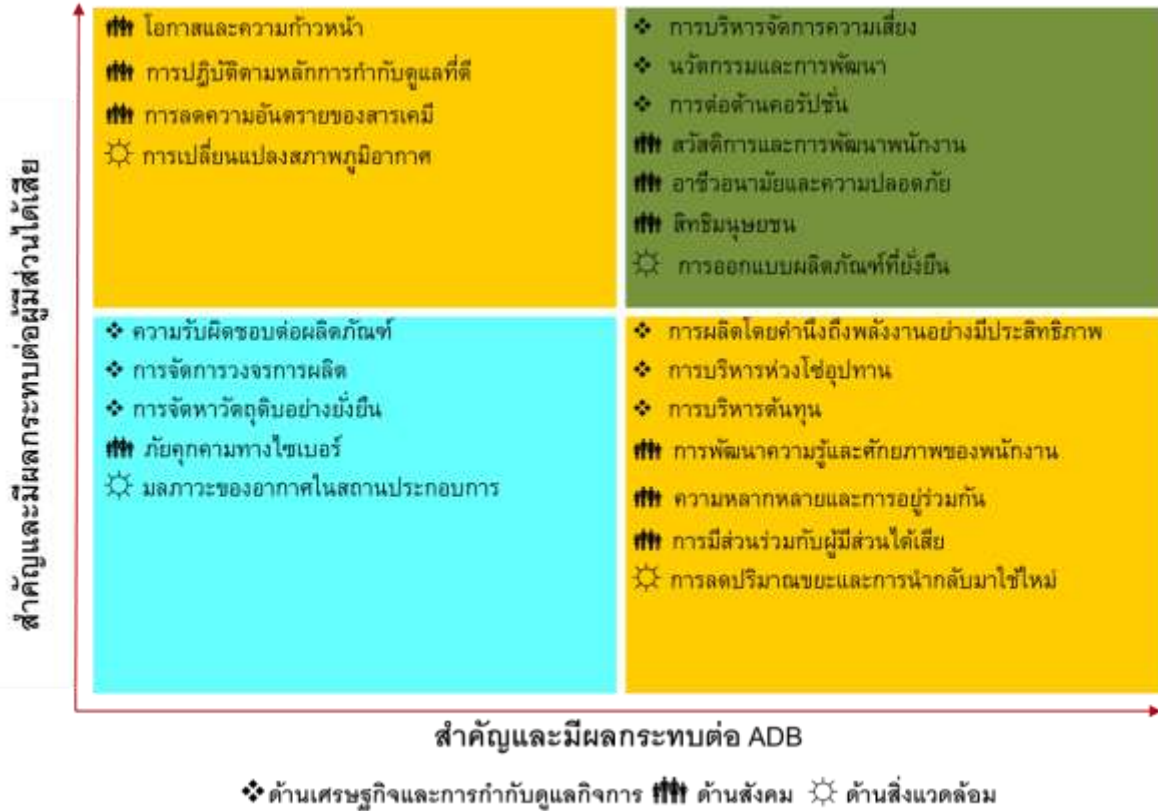 สำคัญและมีผลกระทบต่อผู้มีส่วนได้เสีย
โอกาสและความก้าวหน้า
การปฏิบัติตามหลักการกำกับดูแลที่ดี
การลดความอันตรายของสารเคมี
การเปลี่ยนแปลงสภาพภูมิอากาศ
❖ การบริหารจัดการความเสี่ยง
❖ นวัตกรรมและการพัฒนา
❖ การต่อต้านคอรัปชั่น
สวัสดิการและการพัฒนาพนักงาน
อาชีวอนามัยและความปลอดภัย
สิทธิมนุษยชน
การออกแบบผลิตภัณฑ์ที่ยั่งยืน
❖ ความรับผิดชอบต่อผลิตภัณฑ์
❖ การจัดการวงจรการผลิต
❖ การจัดหาวัตถุดิบอย่างยั่งยืน
ภัยคุกคามทางไซเบอร์
มลภาวะของอากาศในสถานประกอบการ
❖ การผลิตโดยคำนึงถึงพลังงานอย่างมีประสิทธิภาพ
❖ การบริหารห่วงโซ่อุปทาน
❖ การบริหารต้นทุน
การพัฒนาความรู้และศักยภาพของพนักงาน
ความหลากหลายและการอยู่ร่วมกัน
การมีส่วนร่วมกับผู้มีส่วนได้เสีย
การลดปริมาณขยะและการนำกลับมาใช้ใหม่
สำคัญและมีผลกระทบต่อ ADB
❖ ด้านเศรษฐกิจและการกำกับดูแลกิจการ ด้านสังคม ด้านสิ่งแวดล้อม